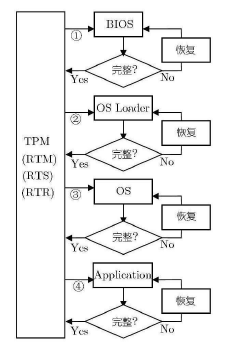 ① BIOS
恢复
完整?
Yes No
② OS Loader
恢复
完整?
Yes No
TPM
(RTM)
(RTS)
(RTR)
③ OS
恢复
完整?
Yes No
④ Application
恢复
完整?
Yes No